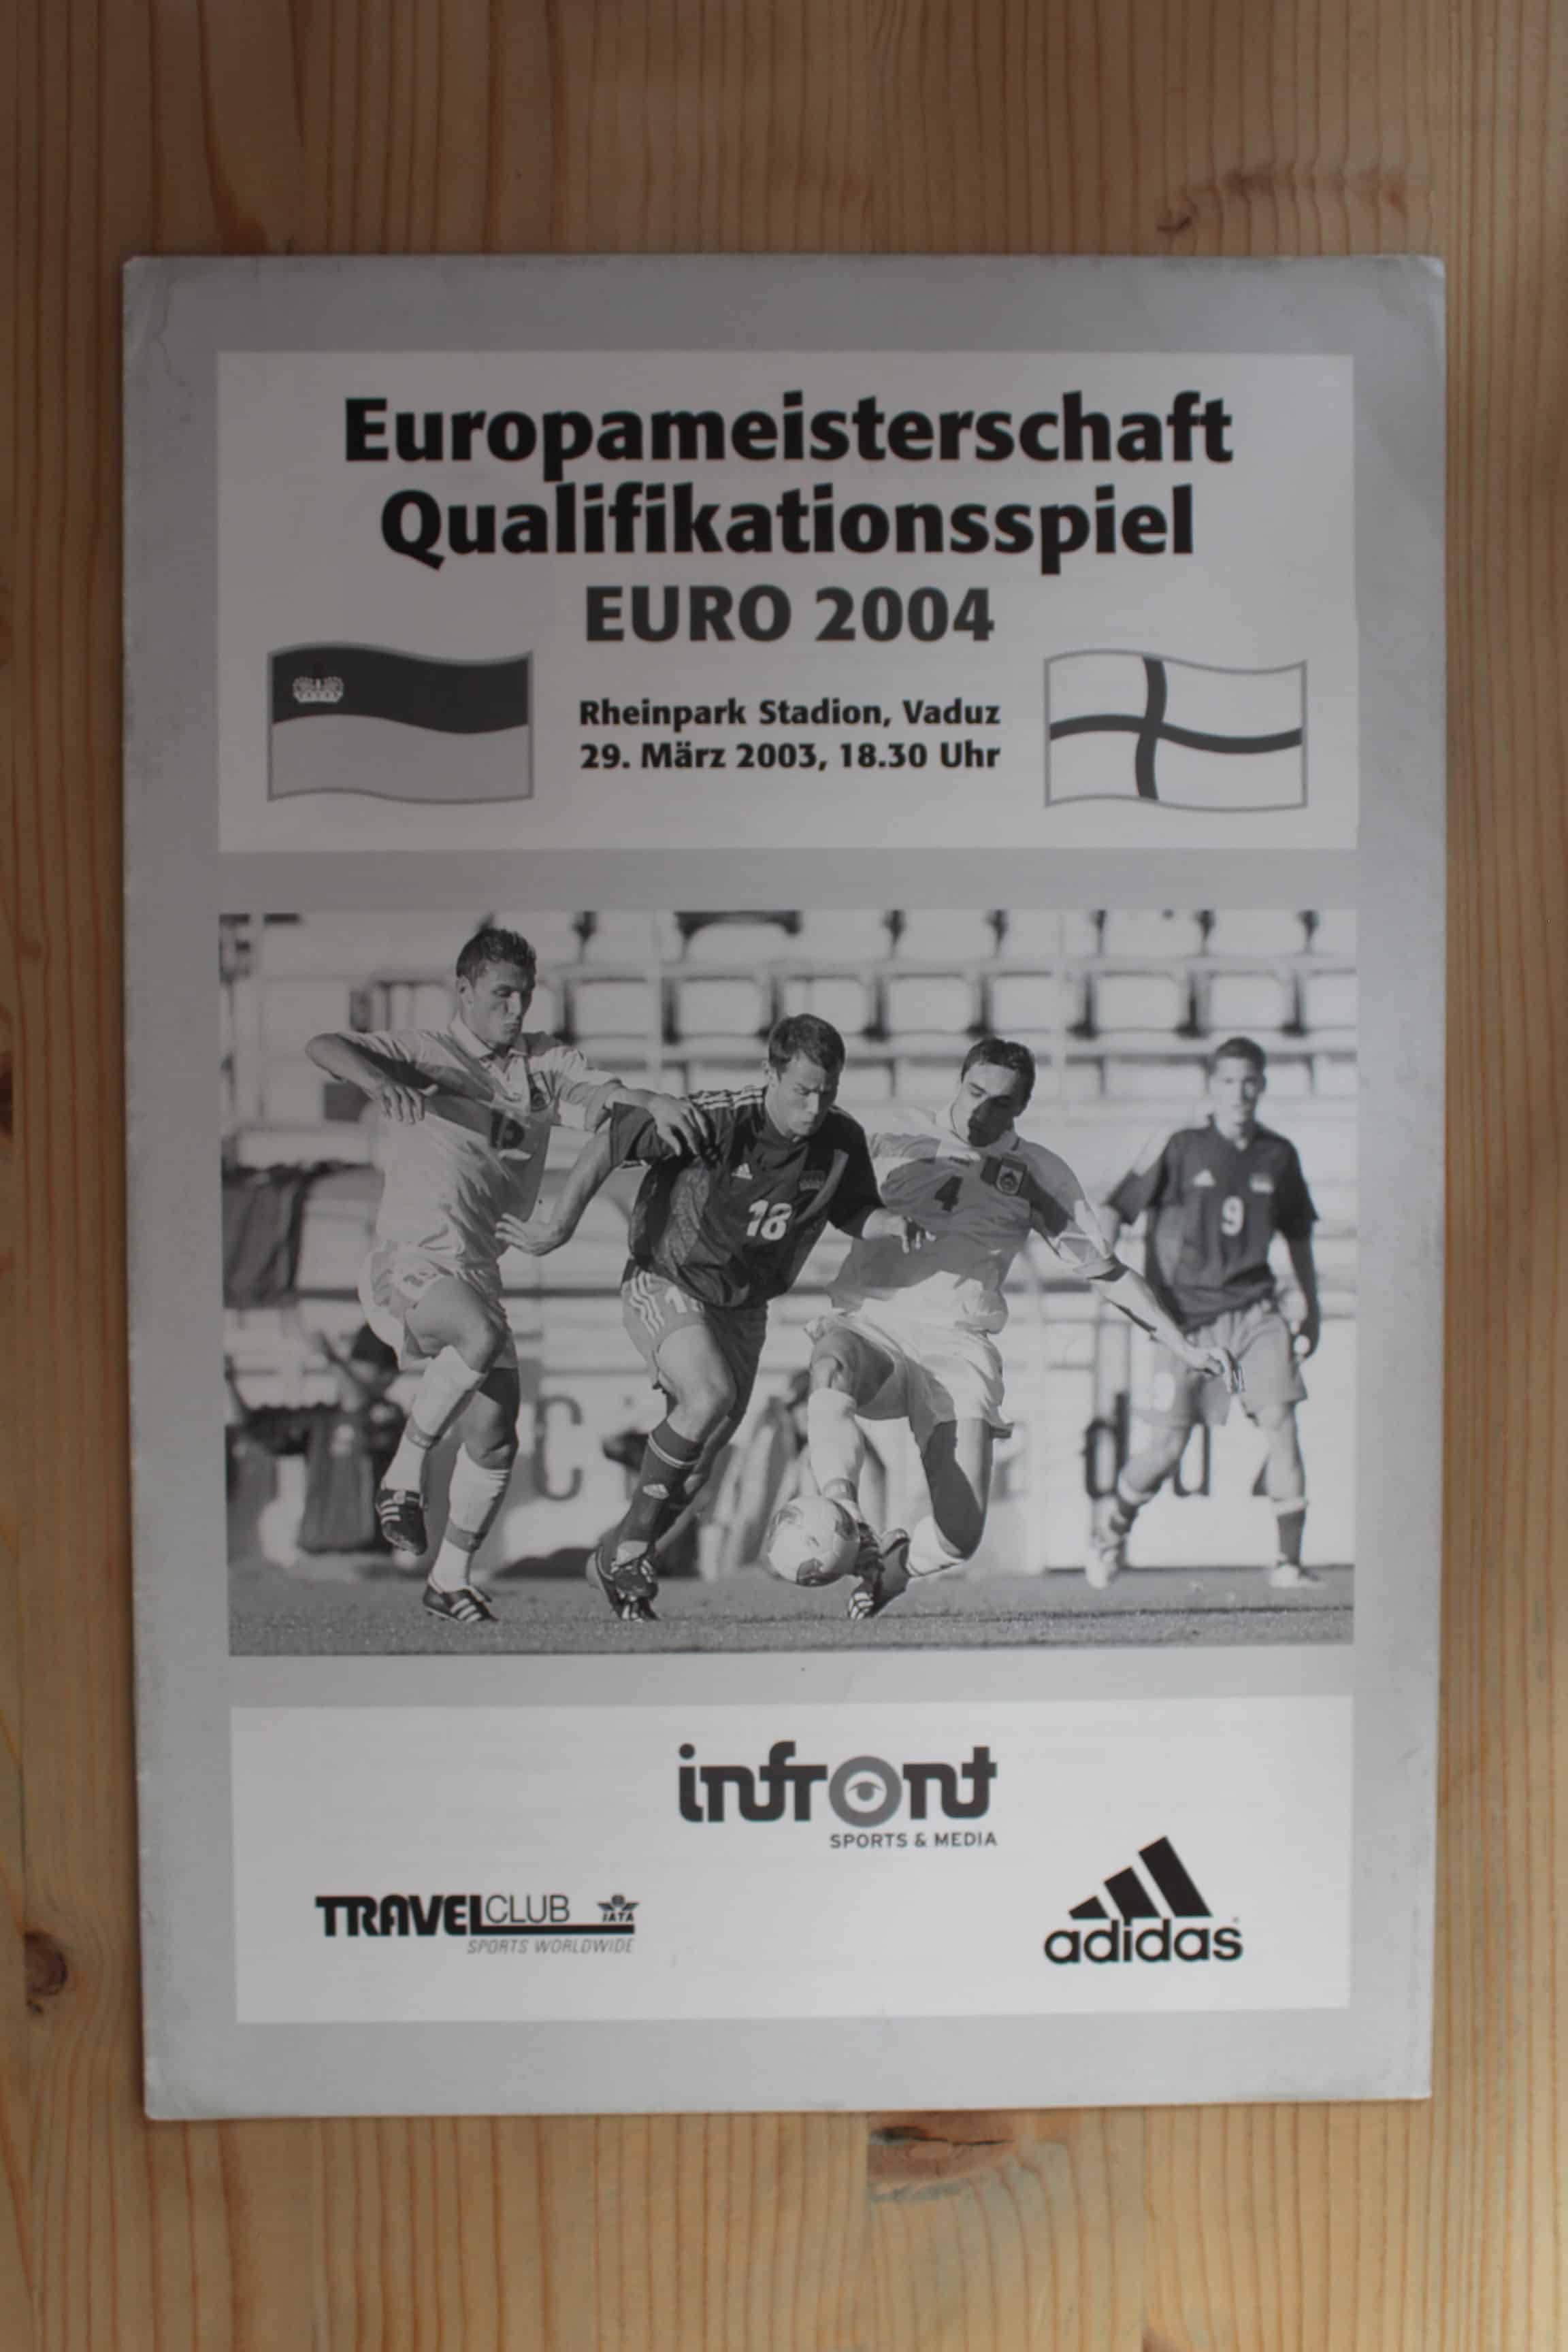 Europameisterschaft
Qualifikationsspiel
EURO 2004
Rheinpark Stadion, Vaduz
29. März 2003, 18.30 Uhr
18
4
9
infront
SPORTS & MEDIA
TRAVELCLUB IATA
SPORTS WORLDWIDE
adidas